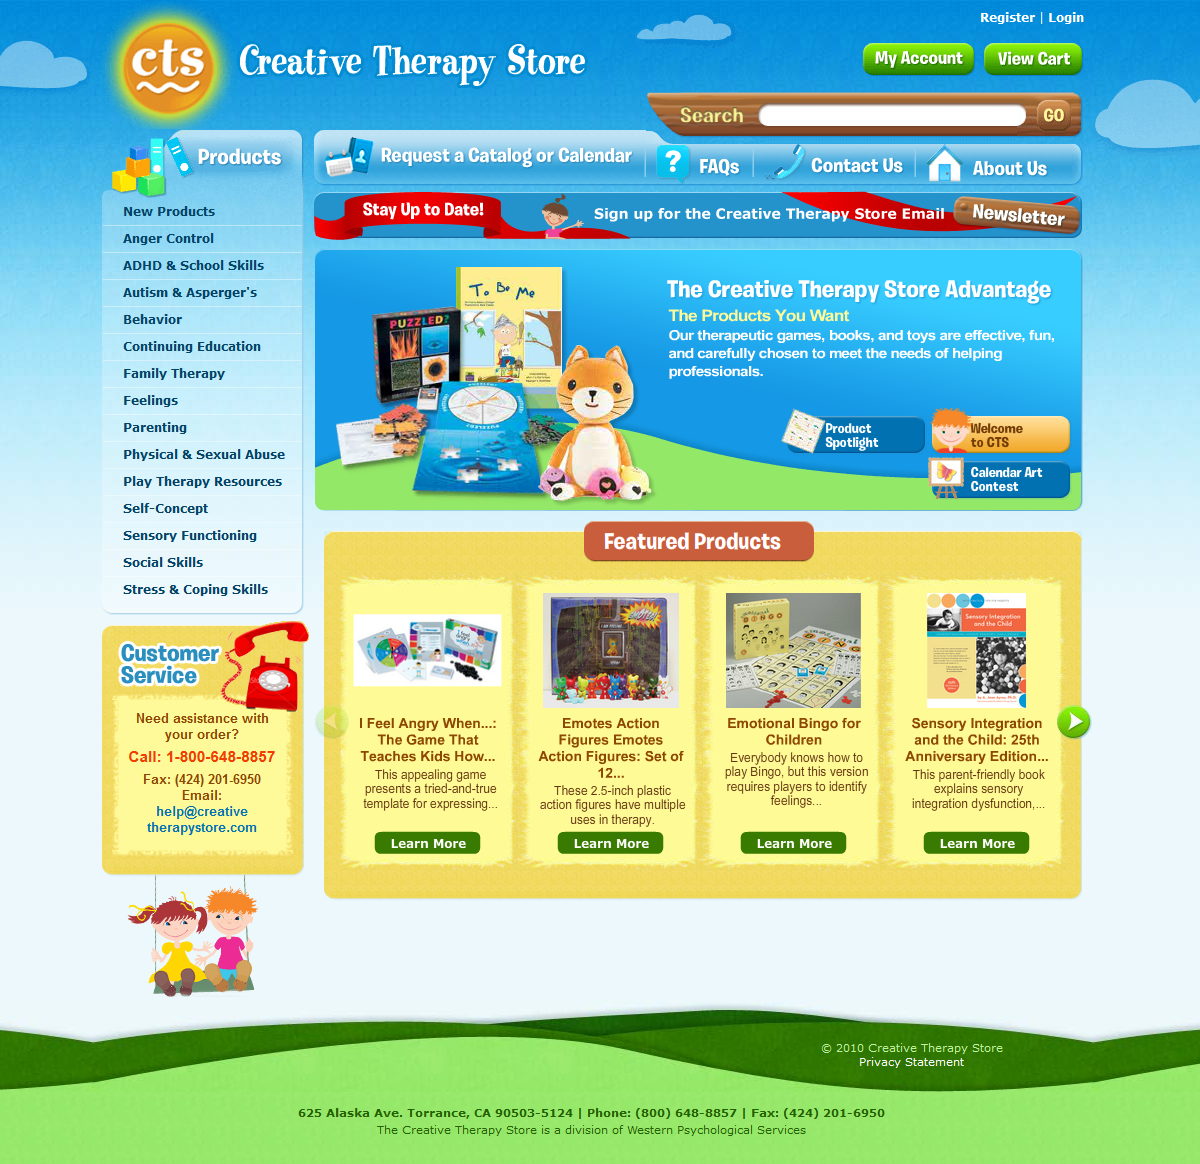 Register | Login
cts
Creative Therapy Store
My Account
View Cart
Search
GO
Products
Request a Catalog or Calendar
FAQs
Contact Us
About Us
Stay Up to Date!
Sign up for the Creative Therapy Store Email
Newsletter
New Products
Anger Control
ADHD & School Skills
Autism & Asperger's
Behavior
Continuing Education
Family Therapy
Feelings
Parenting
Physical & Sexual Abuse
Play Therapy Resources
Self-Concept
Sensory Functioning
Social Skills
Stress & Coping Skills
To Be Me
PUZZLED?
The Creative Therapy Store Advantage
The Products You Want
Our therapeutic games, books, and toys are effective, fun,
and carefully chosen to meet the needs of helping
professionals.
Product
Spotlight
Welcome
to CTS
Calendar Art
Contest
Customer
Service
Need assistance with
your order?
Call: 1-800-648-8857
Fax: (424) 201-6950
Email:
help@creative
therapystore.com
Featured Products
I Feel Angry When...:
The Game That
Teaches Kids How...
This appealing game
presents a tried-and-true
template for expressing...
Learn More
Emotes Action
Figures Emotes
Action Figures: Set of
12...
These 2.5-inch plastic
action figures have multiple
uses in therapy.
Learn More
Emotional Bingo for
Children
Everybody knows how to
play Bingo, but this version
requires players to identify
feelings...
Learn More
Sensory Integration
and the Child
Sensory Integration
and the Child: 25th
Anniversary Edition...
This parent-friendly book
explains sensory
integration dysfunction,...
Learn More
© 2010 Creative Therapy Store
Privacy Statement
625 Alaska Ave. Torrance, CA 90503-5124 | Phone: (800) 648-8857 | Fax: (424) 201-6950
The Creative Therapy Store is a division of Western Psychological Services